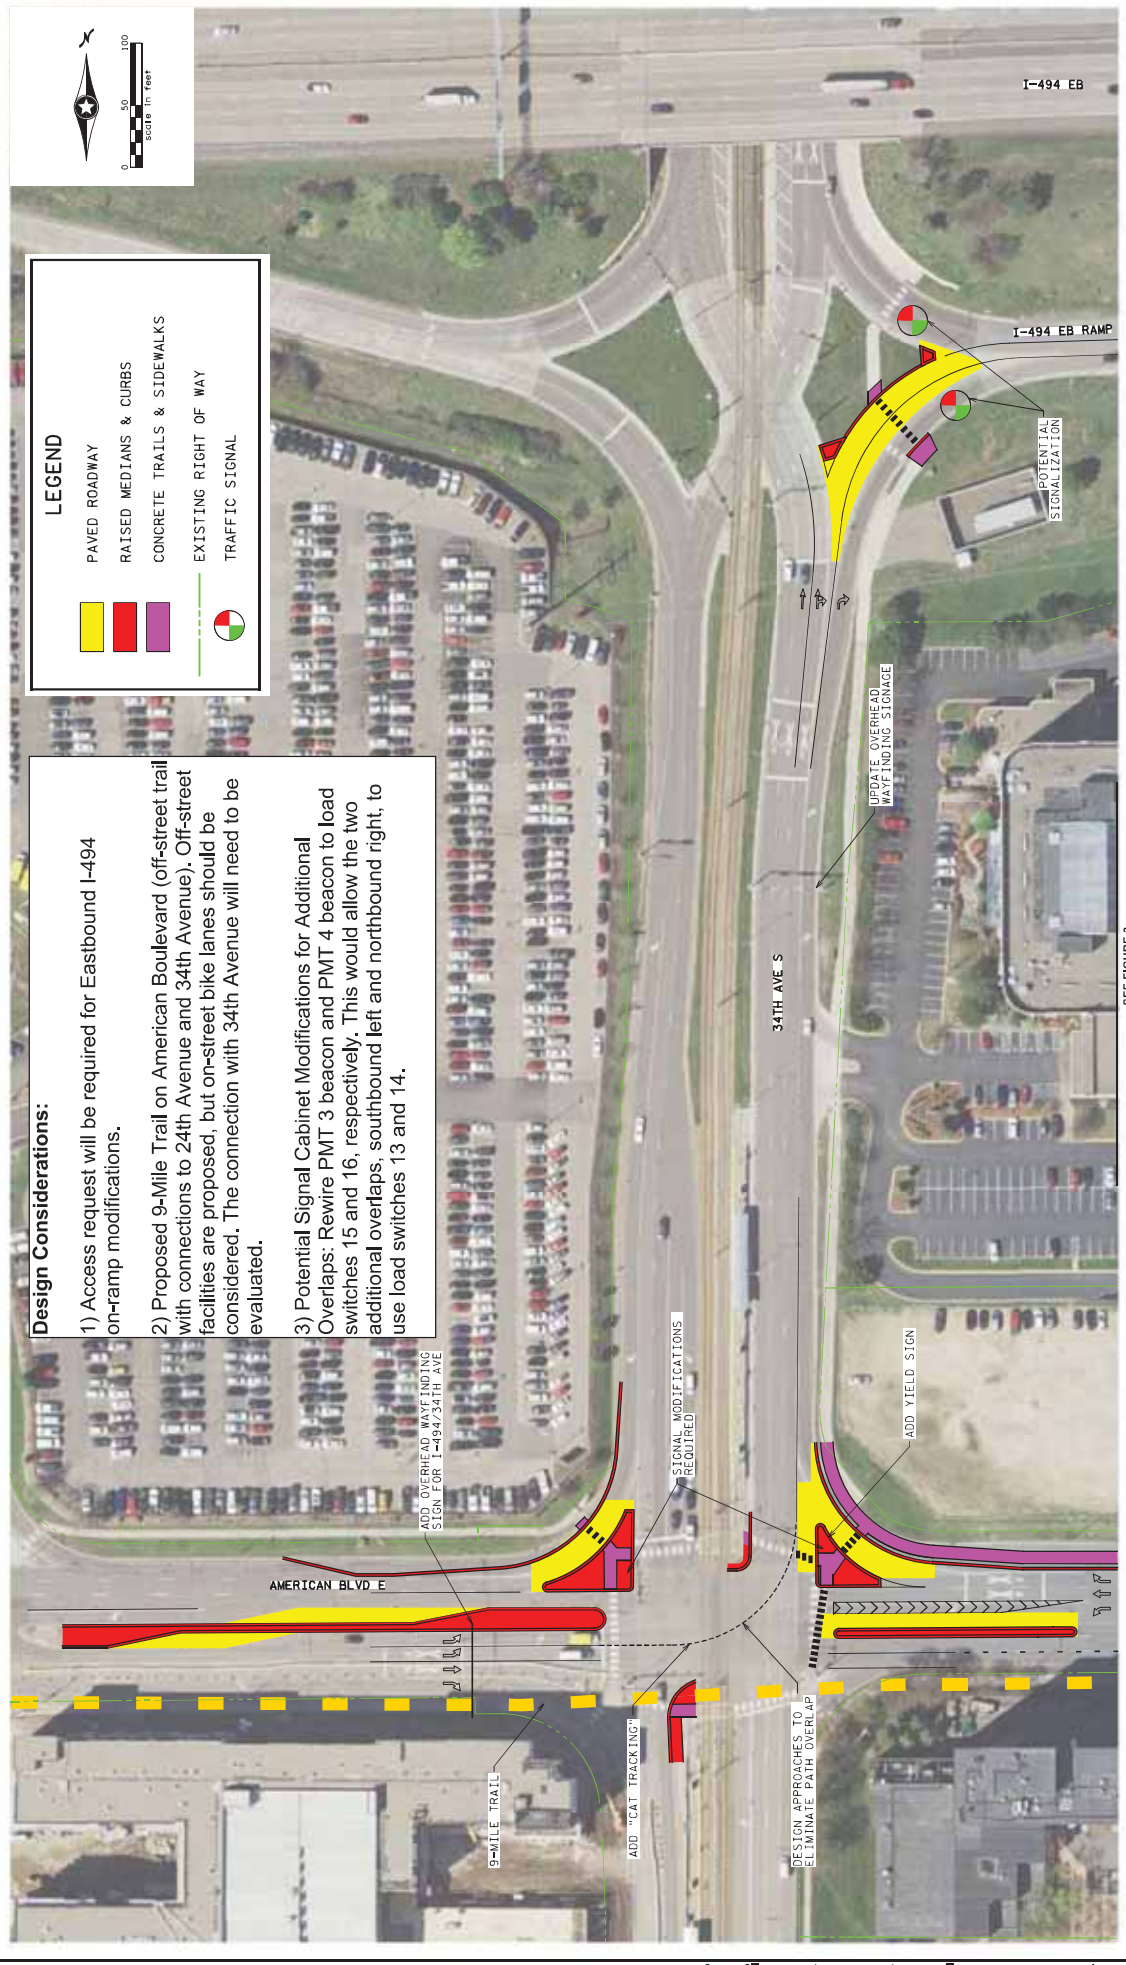 LEGEND
PAVED ROADWAY
RAISED MEDIANS & CURBS
CONCRETE TRAILS & SIDEWALKS
EXISTING RIGHT OF WAY
TRAFFIC SIGNAL
0 50 100
scale in feet
Design Considerations:
1) Access request will be required for Eastbound I-494
on-ramp modifications.
2) Proposed 9-Mile Trail on American Boulevard (off-street trail
with connections to 24th Avenue and 34th Avenue). Off-street
facilities are proposed, but on-street bike lanes should be
considered. The connection with 34th Avenue will need to be
evaluated.
3) Potential Signal Cabinet Modifications for Additional
Overlaps: Rewire PMT 3 beacon and PMT 4 beacon to load
switches 15 and 16, respectively. This would allow the two
additional overlaps, southbound left and northbound right, to
use load switches 13 and 14.
I-494 EB
I-494 EB RAMP
POTENTIAL
SIGNALIZATION
UPDATE OVERHEAD
WAYFINDING SIGNAGE
34TH AVE S
ADD OVERHEAD WAYFINDING
SIGN FOR I-494/34TH AVE
SIGNAL MODIFICATIONS
REQUIRED
ADD YIELD SIGN
AMERICAN BLVD E
9-MILE TRAIL
ADD "CAT TRACKING"
DESIGN APPROACHES TO
ELIMINATE PATH OVERLAP